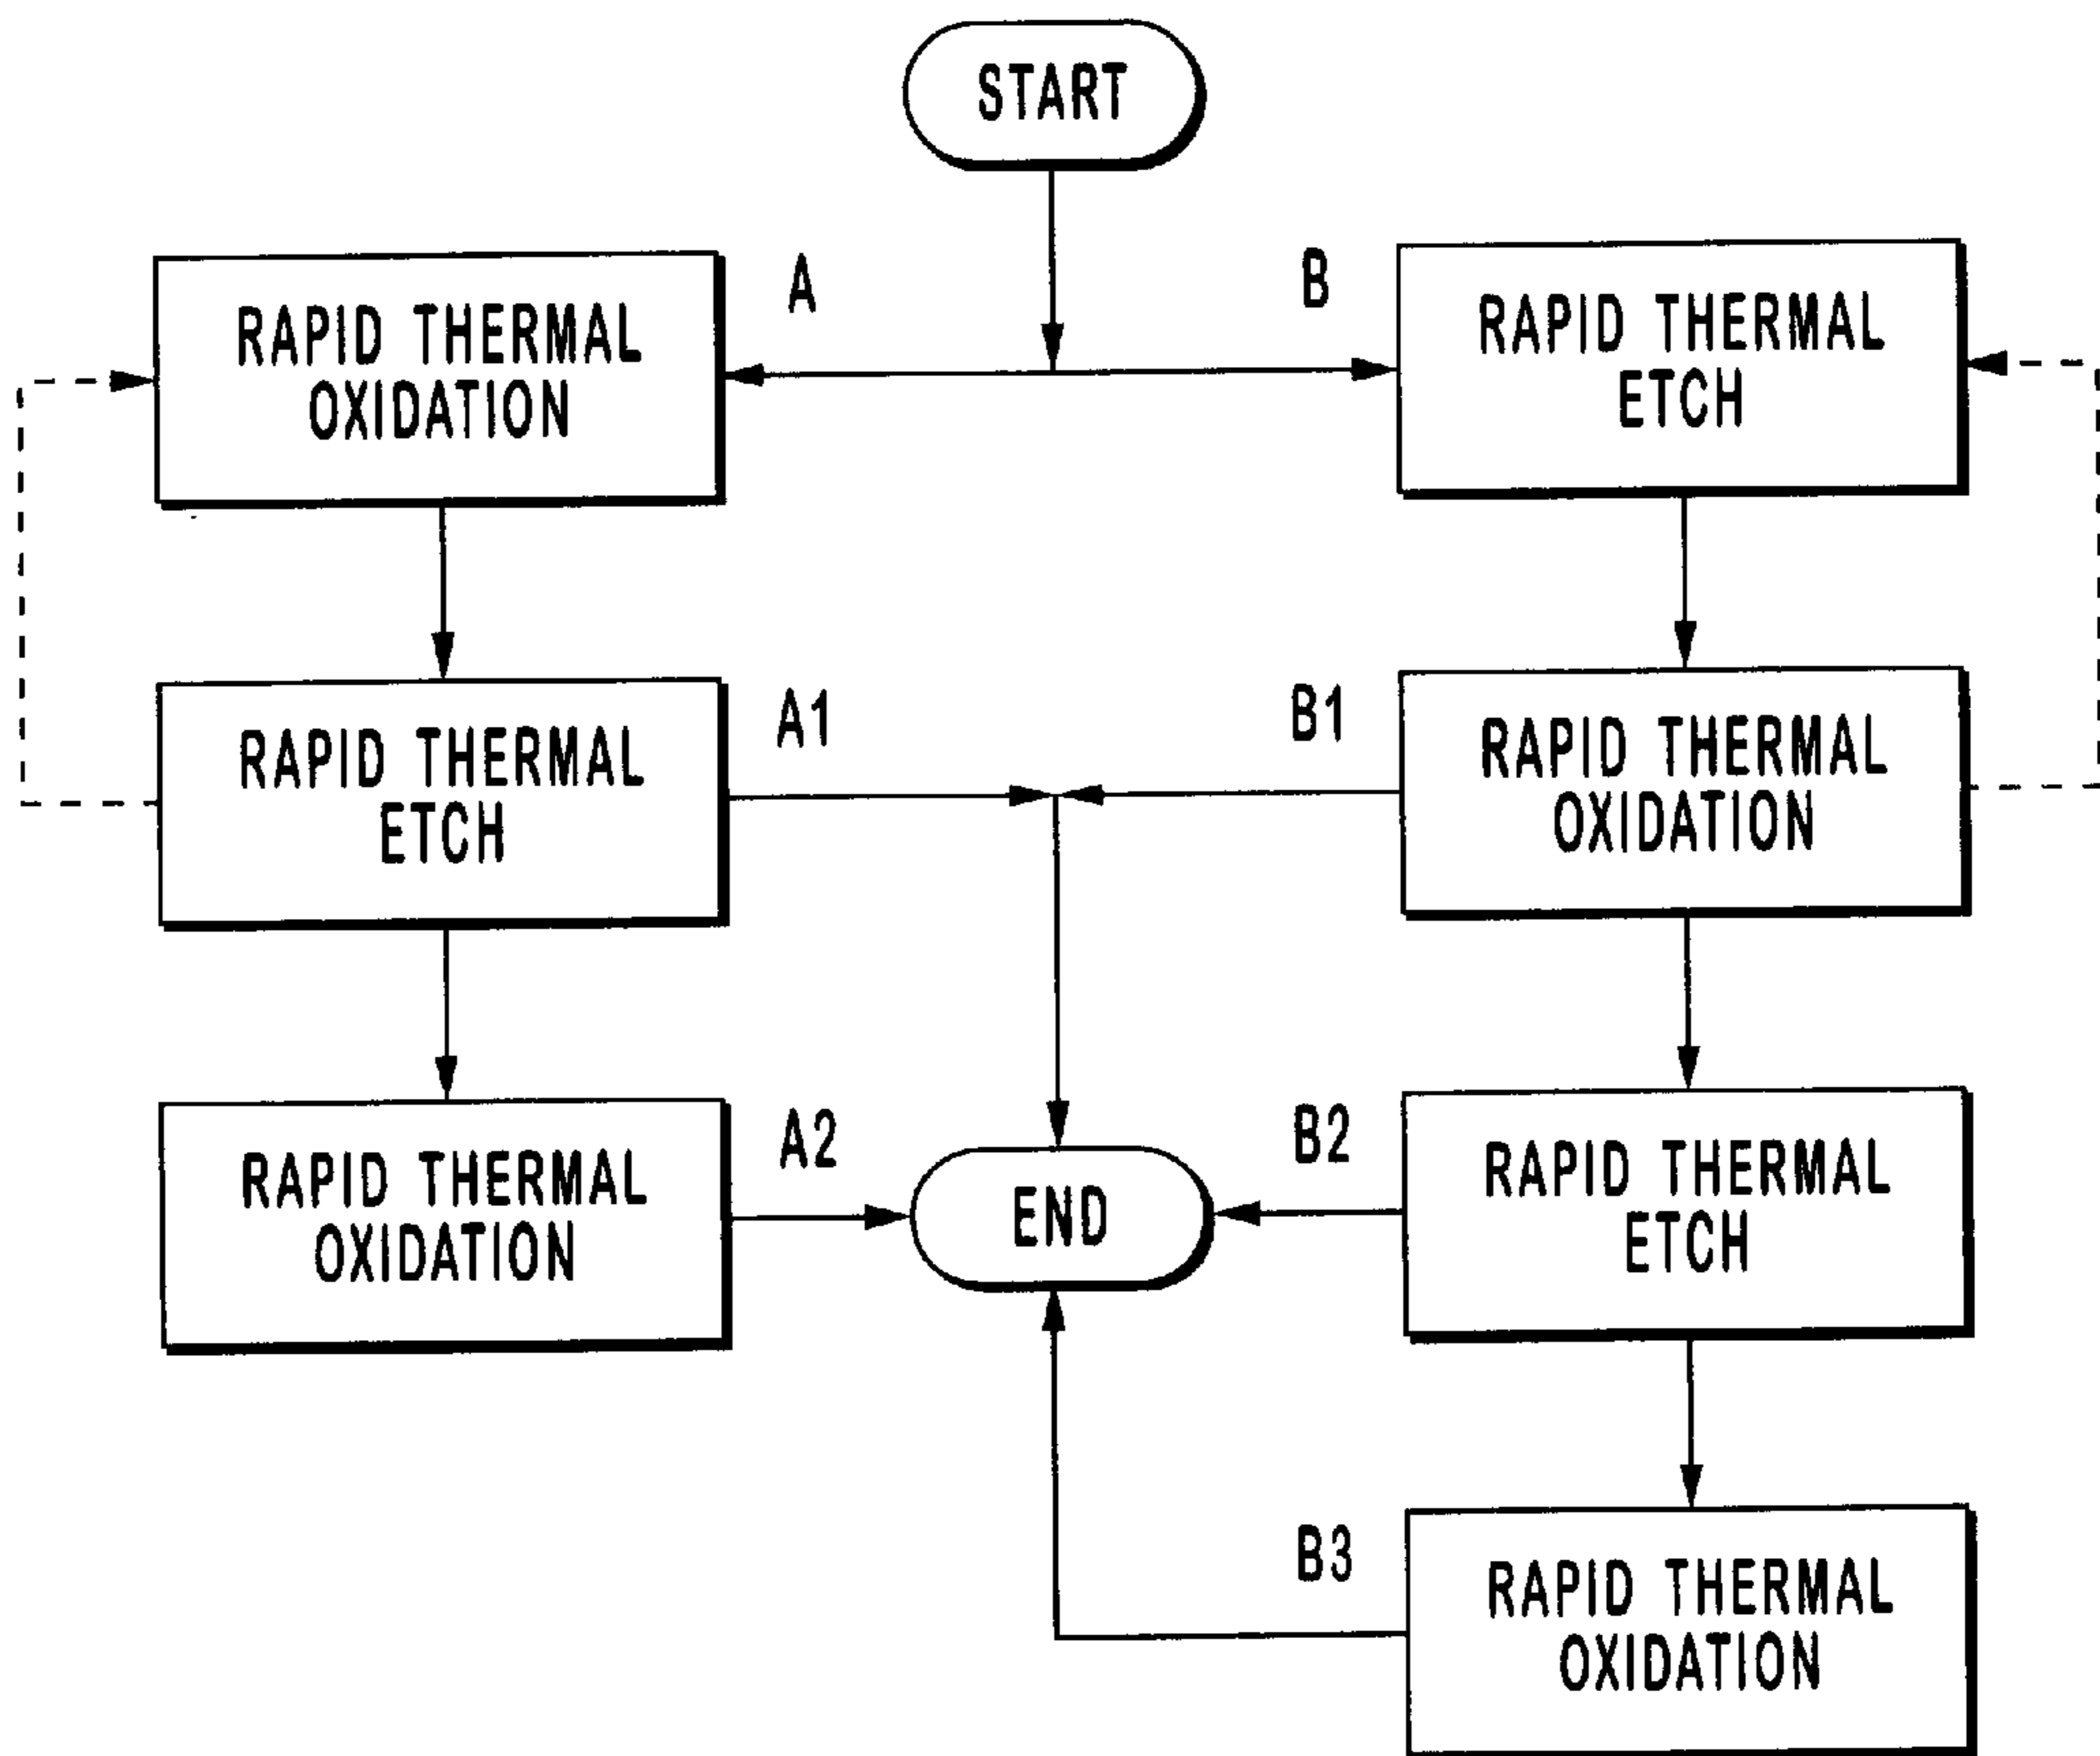 START
A
B
RAPID THERMAL
OXIDATION
RAPID THERMAL
ETCH
A1
B1
RAPID THERMAL
ETCH
RAPID THERMAL
OXIDATION
A2
B2
RAPID THERMAL
OXIDATION
END
RAPID THERMAL
ETCH
B3
RAPID THERMAL
OXIDATION